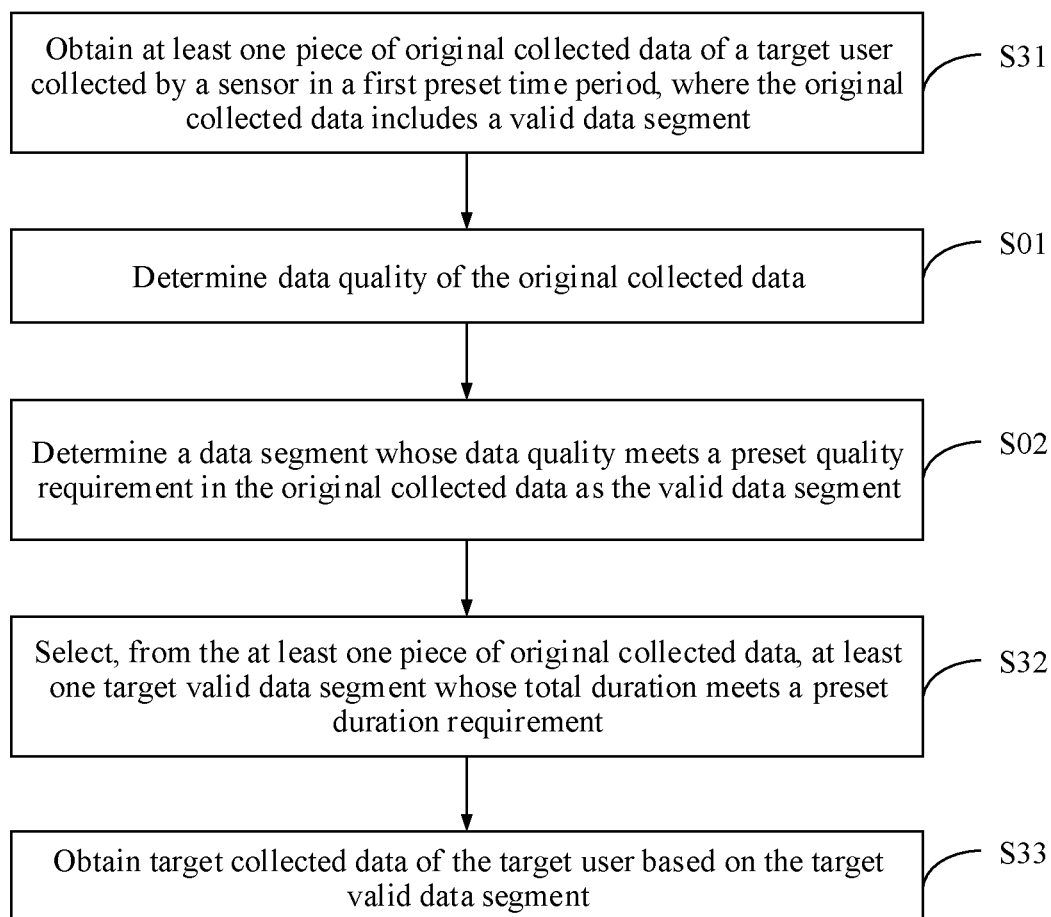 Obtain at least one piece of original collected data of a target user
collected by a sensor in a first preset time period, where the original
collected data includes a valid data segment
S31
Determine data quality of the original collected data
S01
Determine a data segment whose data quality meets a preset quality
requirement in the original collected data as the valid data segment
S02
Select, from the at least one piece of original collected data, at least
one target valid data segment whose total duration meets a preset
duration requirement
S32
Obtain target collected data of the target user based on the target
valid data segment
S33